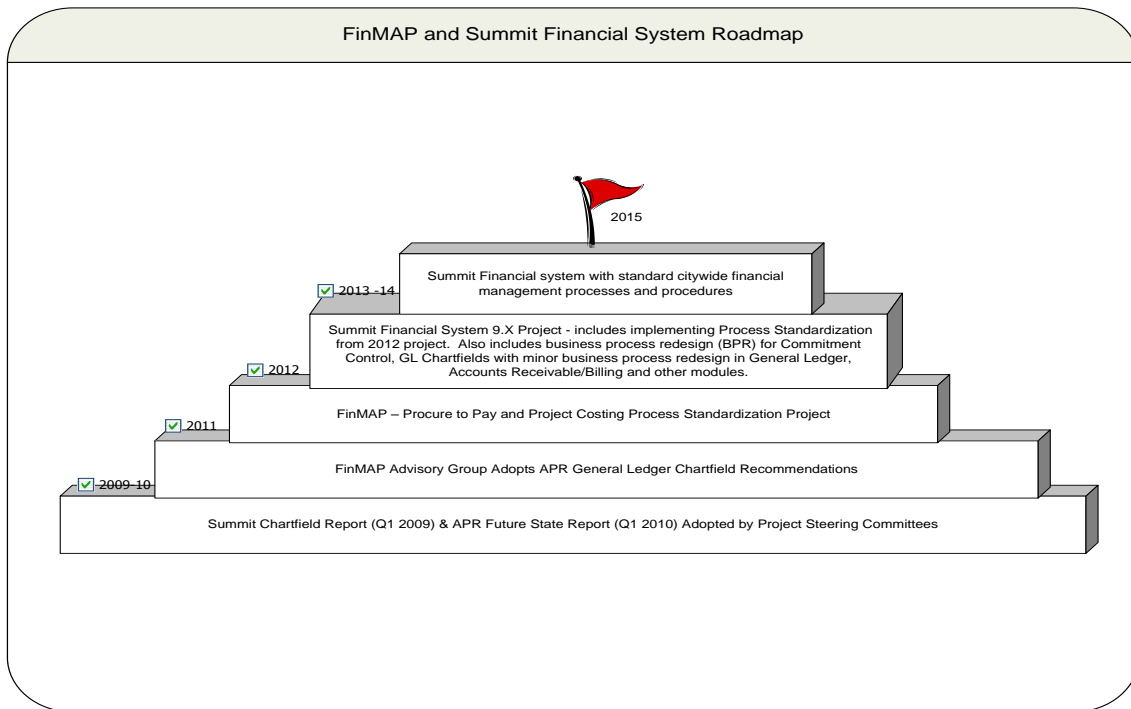 FinMAP and Summit Financial System Roadmap
2015
Summit Financial system with standard citywide financial
management processes and procedures
2013 -14
Summit Financial System 9.X Project - includes implementing Process Standardization
from 2012 project.  Also includes business process redesign (BPR) for Commitment
Control, GL Chartfields with minor business process redesign in General Ledger,
Accounts Receivable/Billing and other modules.
2012
FinMAP – Procure to Pay and Project Costing Process Standardization Project
2011
FinMAP Advisory Group Adopts APR General Ledger Chartfield Recommendations
2009-10
Summit Chartfield Report (Q1 2009) & APR Future State Report (Q1 2010) Adopted by Project Steering Committees